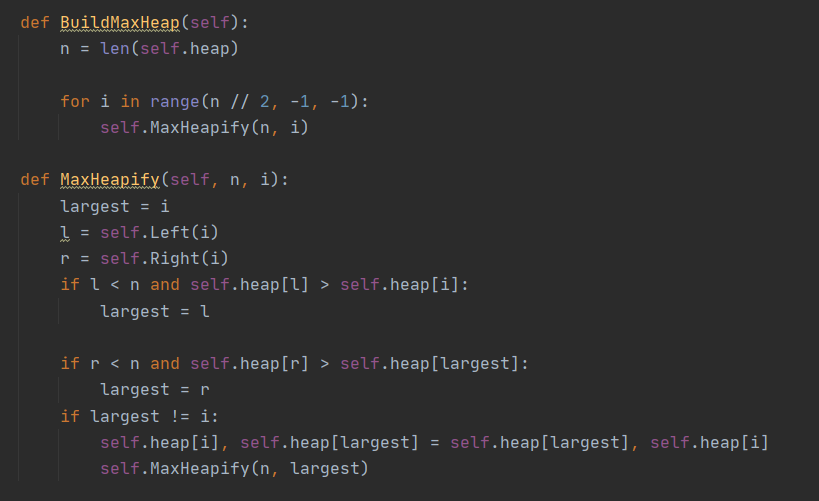 def BuildMaxHeap(self):
    n = len(self.heap)

    for i in range(n // 2, -1, -1):
        self.MaxHeapify(n, i)

def MaxHeapify(self, n, i):
    largest = i
    l = self.Left(i)
    r = self.Right(i)
    if l < n and self.heap[l] > self.heap[i]:
        largest = l

    if r < n and self.heap[r] > self.heap[largest]:
        largest = r
    if largest != i:
        self.heap[i], self.heap[largest] = self.heap[largest], self.heap[i]
        self.MaxHeapify(n, largest)